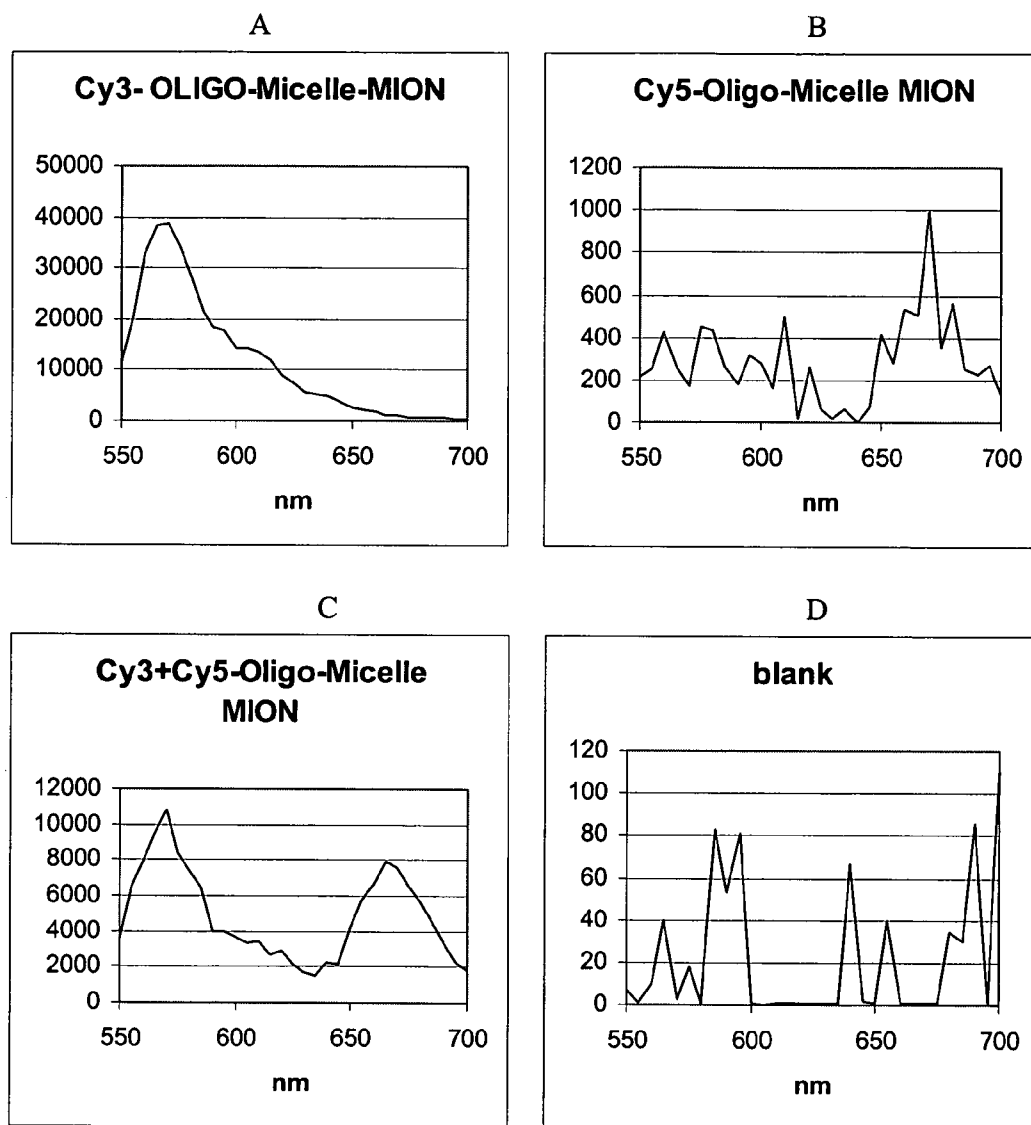 A
Cy3- OLIGO-Micelle-MION
50000
40000
30000
20000
10000
0
550 600 650 700
nm
B
Cy5-Oligo-Micelle MION
1200
1000
800
600
400
200
0
550 600 650 700
nm
C
Cy3+Cy5-Oligo-Micelle
MION
12000
10000
8000
6000
4000
2000
0
550 600 650 700
nm
D
blank
120
100
80
60
40
20
0
550 600 650 700
nm